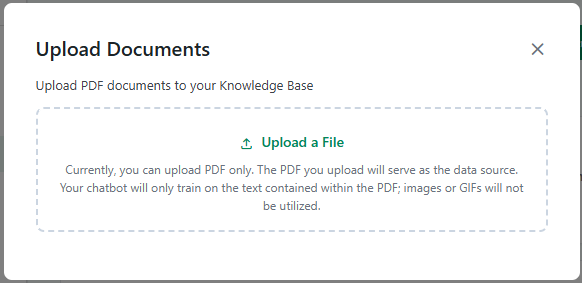 Upload Documents
Upload PDF documents to your Knowledge Base
Upload a File
Currently, you can upload PDF only. The PDF you upload will serve as the data source.
Your chatbot will only train on the text contained within the PDF; images or GIFs will not
be utilized.